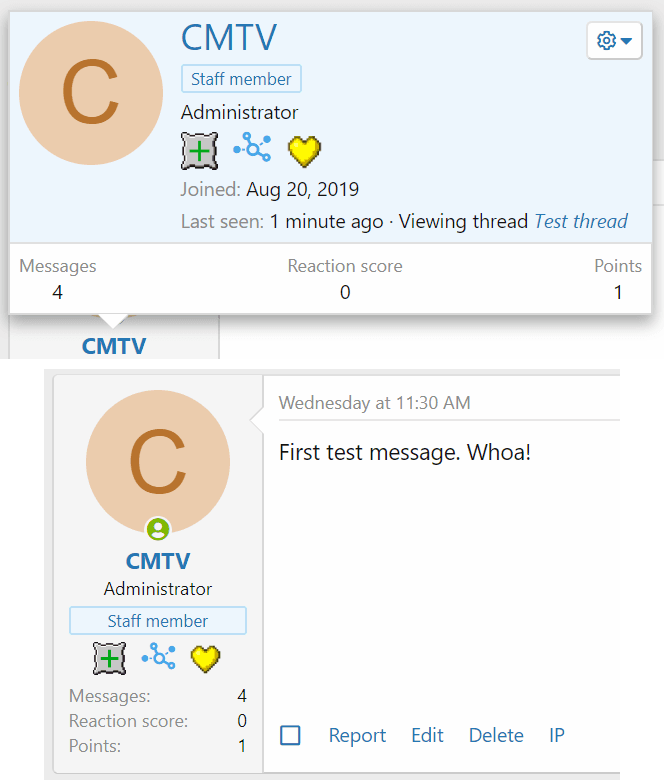 C
CMTV
Staff member
Administrator
Joined: Aug 20, 2019
Last seen: 1 minute ago · Viewing thread Test thread
Messages Reaction score Points
4 0 1
CMTV
Wednesday at 11:30 AM
C
First test message. Whoa!
CMTV
Administrator
Staff member
Messages: 4
Reaction score: 0
Points: 1
Report Edit Delete IP